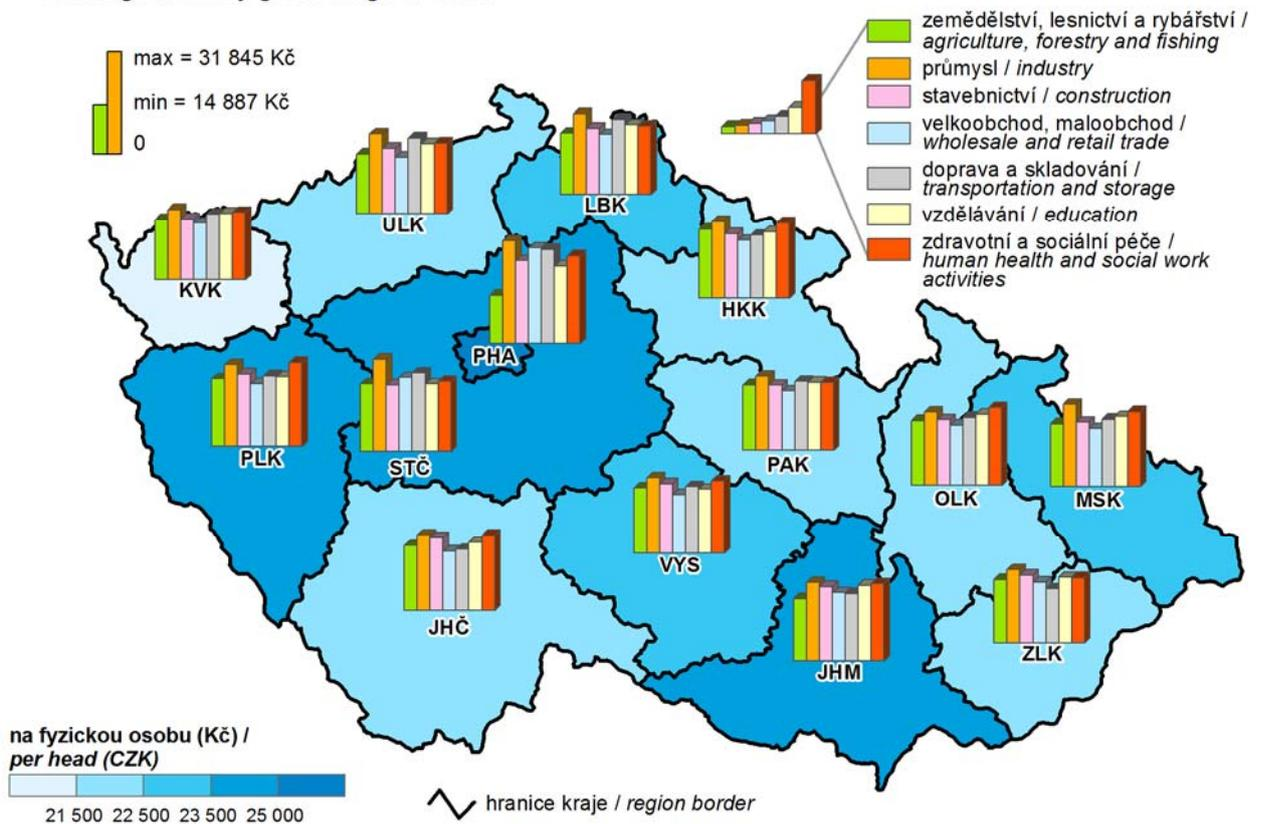 max = 31 845 Kč
min = 14 887 Kč
0
zemědělství, lesnictví a rybářství /
agriculture, forestry and fishing
průmysl / industry
stavebnictví / construction
velkoobchod, maloobchod /
wholesale and retail trade
doprava a skladování /
transportation and storage
vzdělávání / education
zdravotní a sociální péče /
human health and social work
activities
ULK
LBK
KVK
HKK
PHA
PLK
STČ
PAK
OLK
MSK
VYS
JHČ
ZLK
JHM
na fyzickou osobu (Kč) /
per head (CZK)
21 500 22 500 23 500 25 000
hranice kraje / region border